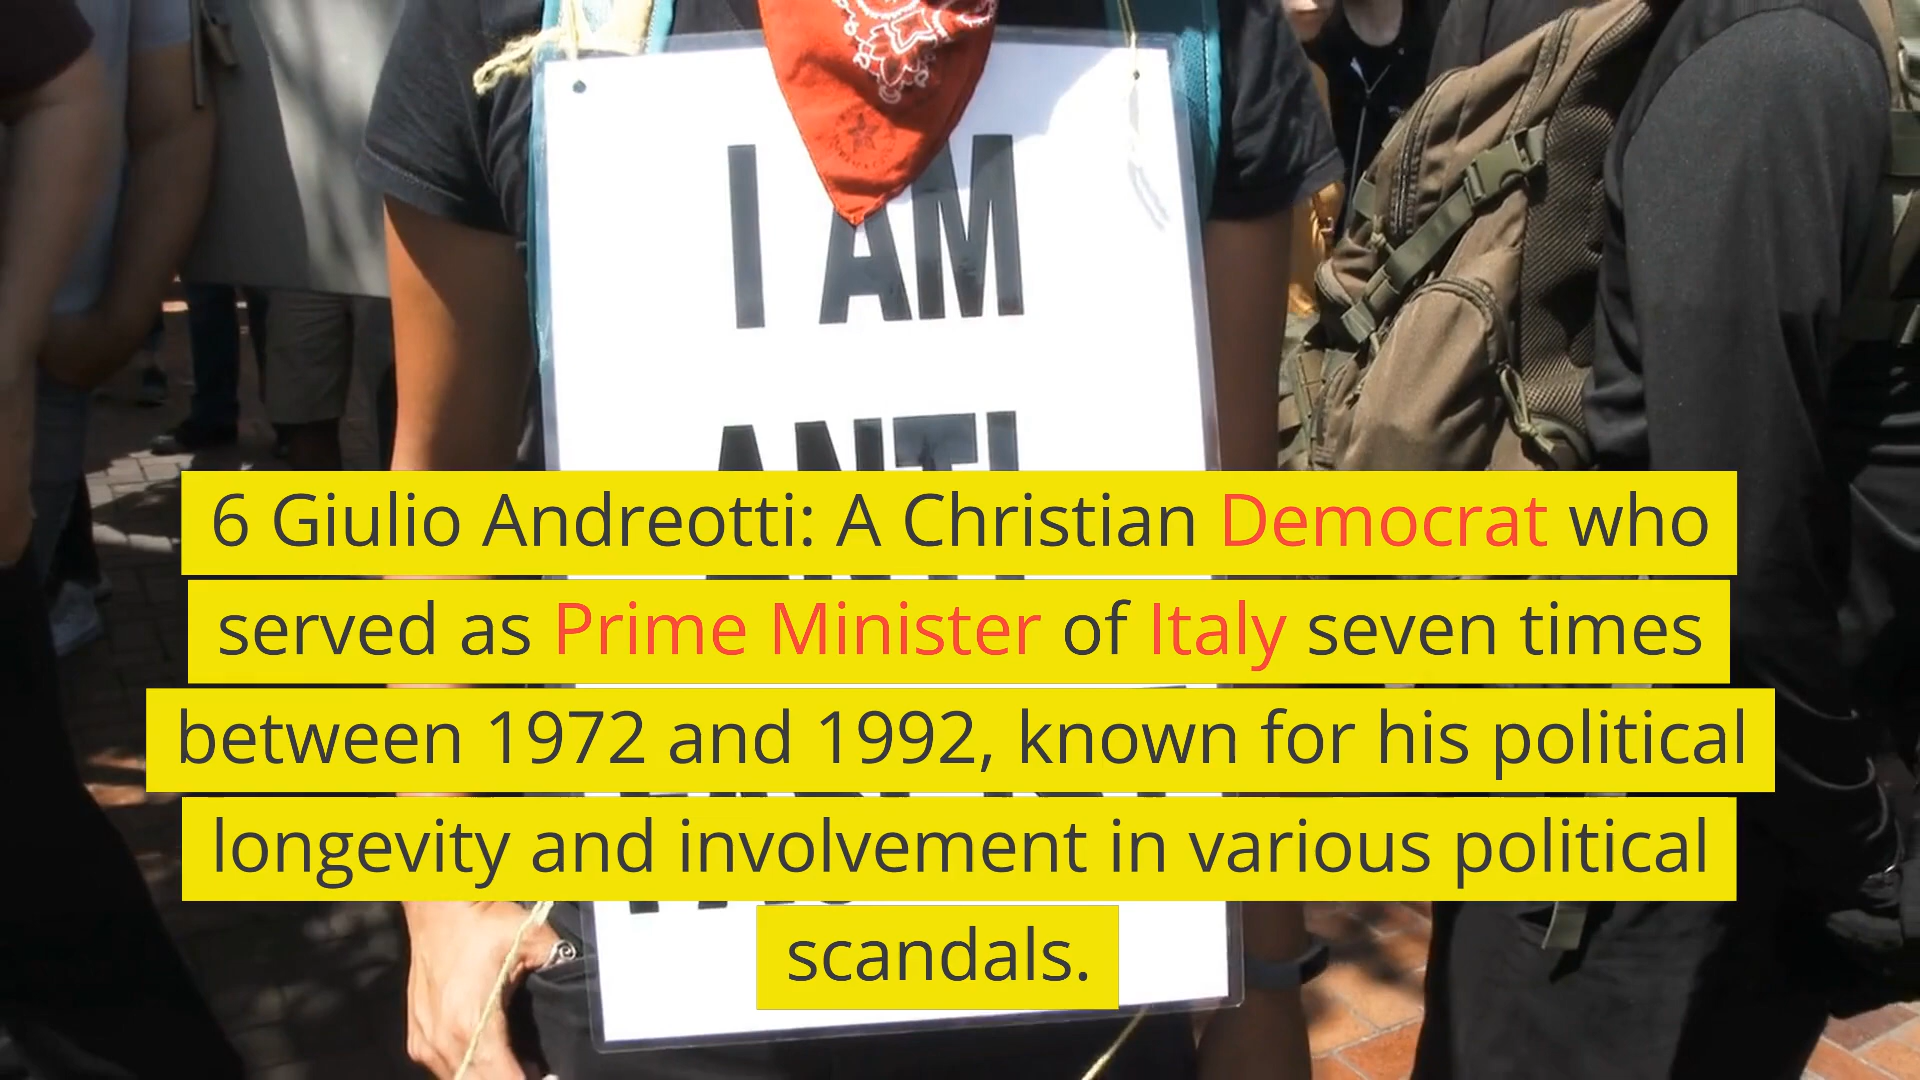 I AM
ANTI
6 Giulio Andreotti: A Christian Democrat who
served as Prime Minister of Italy seven times
between 1972 and 1992, known for his political
longevity and involvement in various political
scandals.